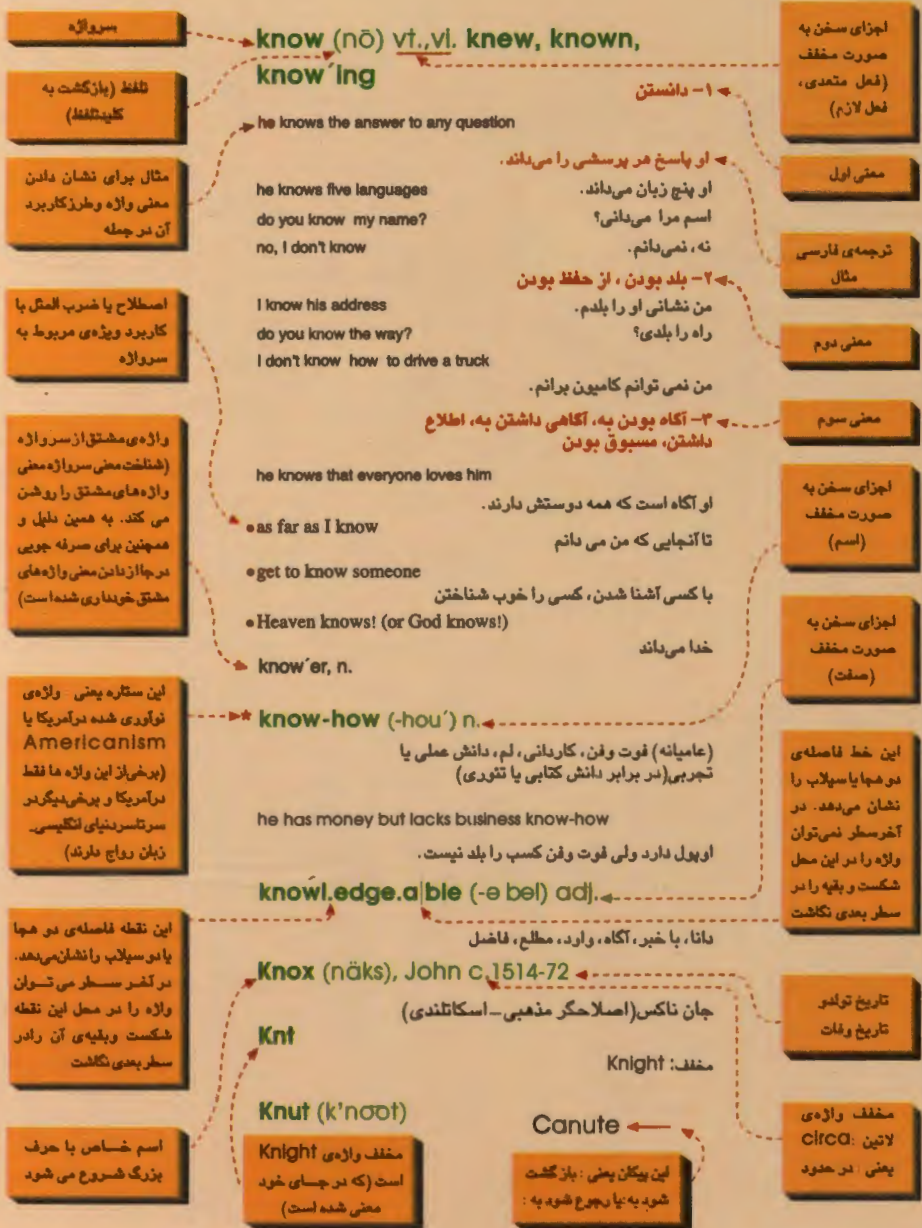 سرواژه
تلفظ (بازگشت به
کلیدتلفظ)
مثال برای نشان دادن
معنی واژه وطرزکاربرد
آن در جمله
اصطلاح یا ضرب المثل با
کاربرد ویژه‌ی مربوط به
سرواژه
واژه‌ی مشتق از سرواژه
(شناخت معنی سرواژه معنی
واژه‌های مشتق را روشن
می کند. به همین دلیل و
همچنین برای صرفه جویی
درجا از دادن معنی واژه‌های
مشتق خودداری شده است)
این ستاره یعنی واژه‌ی
نوآوری شده درآمریکا یا
Americanism
(برخی از این واژه ها فقط
درآمریکا و برخی دیگر در
سرتاسر دنیای انگلیسی-
زبان رواج دارند)
این نقطه فاصله‌ی دو هجا
یا دو سیلاب را نشان می‌دهد.
در آخر سطر می توان
واژه را در محل این نقطه
شکست وبقیه‌ی آن رادر
سطر بعدی نگاشت
اسم خاص با حرف
بزرگ شروع می شود
know (nō) vt.,vi. knew, known,
know´ing
۱- دانستن
he knows the answer to any question
او پاسخ هر پرسشی را می‌داند.
he knows five languages او پنج زبان می‌داند.
do you know my name? اسم مرا می‌دانی؟
no, I don't know نه، نمی‌دانم.
۲- بلد بودن، از حفظ بودن
I know his address من نشانی او را بلدم.
do you know the way? راه را بلدی؟
I don't know how to drive a truck
من نمی توانم کامیون برانم.
۳- آگاه بودن به، آگاهی داشتن به، اطلاع
داشتن، مسبوق بودن
he knows that everyone loves him
او آگاه است که همه دوستش دارند.
•as far as I know
تا آنجایی که من می دانم
•get to know someone
با کسی آشنا شدن، کسی را خوب شناختن
•Heaven knows! (or God knows!)
خدا می‌داند
know´er, n.
* know-how (-hou´) n.
(عامیانه) فوت وفن، کاردانی، لم، دانش عملی یا
تجربی(در برابر دانش کتابی یا تئوری)
he has money but lacks business know-how
اوپول دارد ولی فوت وفن کسب را بلد نیست.
knowl´.edge.a|ble (-ə bəl) adj.
دانا، با خبر، آگاه، وارد، مطلع، فاضل
Knox (näks), John c.1514-72
جان ناکس(اصلاحگر مذهبی-اسکاتلندی)
Knt
مخفف: Knight
Knut (k'no͞ot)
Canute ←
مخفف واژه‌ی Knight
است (که در جای خود
معنی شده است)
این پیکان یعنی : بازگشت
شود به:یا رجوع شود به :
اجزای سخن به
صورت مخفف
(فعل متعدی،
فعل لازم)
معنی اول
ترجمه‌ی فارسی
مثال
معنی دوم
معنی سوم
اجزای سخن به
صورت مخفف
(اسم)
اجزای سخن به
صورت مخفف
(صفت)
این خط فاصله‌ی
دو هجا یا سیلاب را
نشان می‌دهد. در
آخرسطر نمی‌توان
واژه را در این محل
شکست و بقیه را در
سطر بعدی نگاشت
تاریخ تولدو
تاریخ وفات
مخفف واژه‌ی
لاتین :circa
یعنی : در حدود